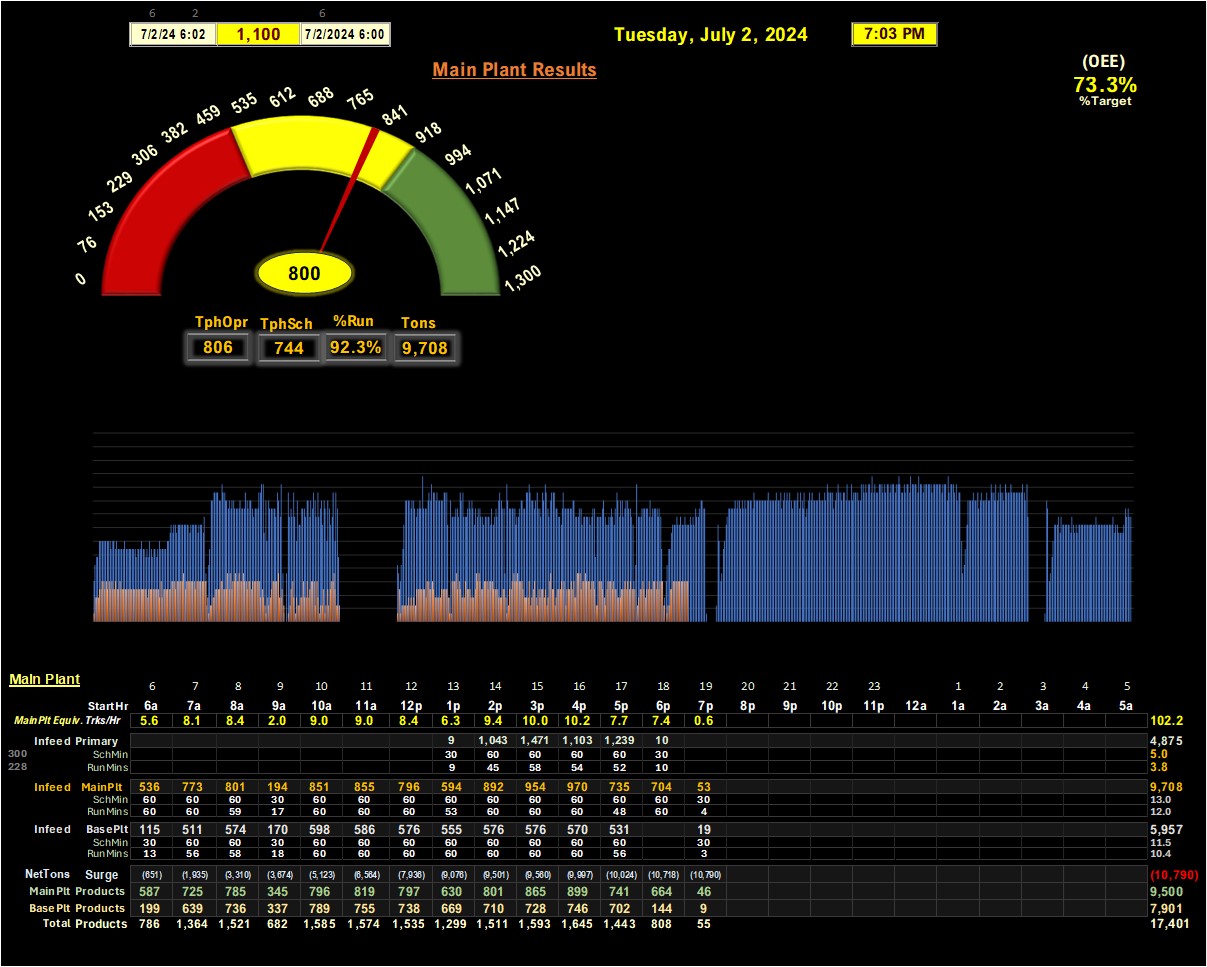 6 2 6
7/2/24 6:02 1,100 7/2/2024 6:00 Tuesday, July 2, 2024 7:03 PM
Main Plant Results
(OEE)
73.3%
%Target
0 76 153 229 306 382 459 535 612 688 765 841 918 994 1,071 1,147 1,224 1,300
800
TphOpr TphSch %Run Tons
806 744 92.3% 9,708
Main Plant
6 7 8 9 10 11 12 13 14 15 16 17 18 19 20 21 22 23 1 2 3 4 5
StartHr 6a 7a 8a 9a 10a 11a 12p 1p 2p 3p 4p 5p 6p 7p 8p 9p 10p 11p 12a 1a 2a 3a 4a 5a
MainPlt Equiv. Trks/Hr 5.6 8.1 8.4 2.0 9.0 9.0 8.4 6.3 9.4 10.0 10.2 7.7 7.4 0.6 102.2
Infeed Primary 9 1,043 1,471 1,103 1,239 10 4,875
300 SchMin 30 60 60 60 60 30 5.0
228 RunMins 9 45 58 54 52 10 3.8
Infeed MainPlt 536 773 801 194 851 855 796 594 892 954 970 735 704 53 9,708
SchMin 60 60 60 30 60 60 60 60 60 60 60 60 60 30 13.0
RunMins 60 60 59 17 60 60 60 53 60 60 60 48 60 4 12.0
Infeed BasePlt 115 511 574 170 598 586 576 555 576 576 570 531 19 5,957
SchMin 30 60 60 30 60 60 60 60 60 60 60 60 30 11.5
RunMins 13 56 58 18 60 60 60 60 60 60 60 56 3 10.4
NetTons Surge (651) (1,935) (3,310) (3,674) (5,123) (6,564) (7,936) (9,076) (9,501) (9,560) (9,997) (10,024) (10,718) (10,790) (10,790)
MainPlt Products 587 725 785 345 796 819 797 630 801 865 899 741 664 46 9,500
BasePlt Products 199 639 736 337 789 755 738 669 710 728 746 702 144 9 7,901
Total Products 786 1,364 1,521 682 1,585 1,574 1,535 1,299 1,511 1,593 1,645 1,443 808 55 17,401